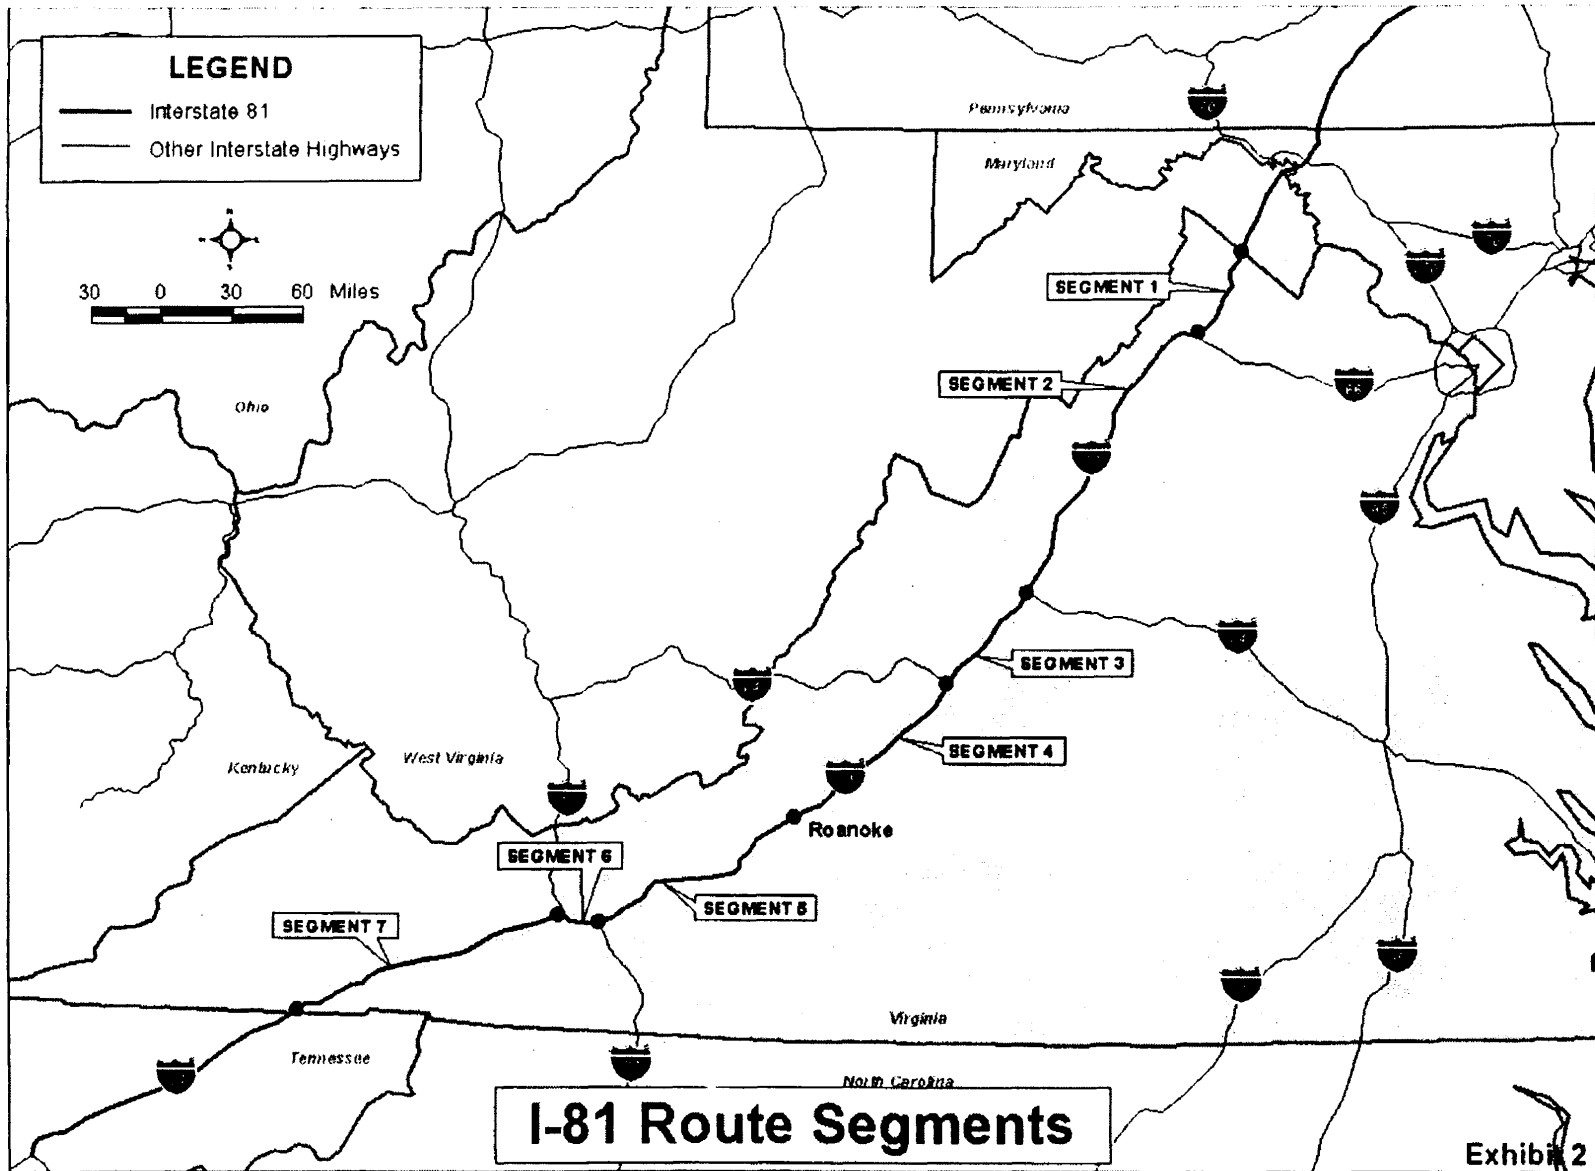 LEGEND
Interstate 81
Other Interstate Highways
N
30 0 30 60 Miles
Pennsylvania
Maryland
SEGMENT 1
SEGMENT 2
Ohio
SEGMENT 3
SEGMENT 4
Kentucky
West Virginia
Roanoke
SEGMENT 6
SEGMENT 5
SEGMENT 7
Virginia
Tennessee
North Carolina
I-81 Route Segments
Exhibit 2